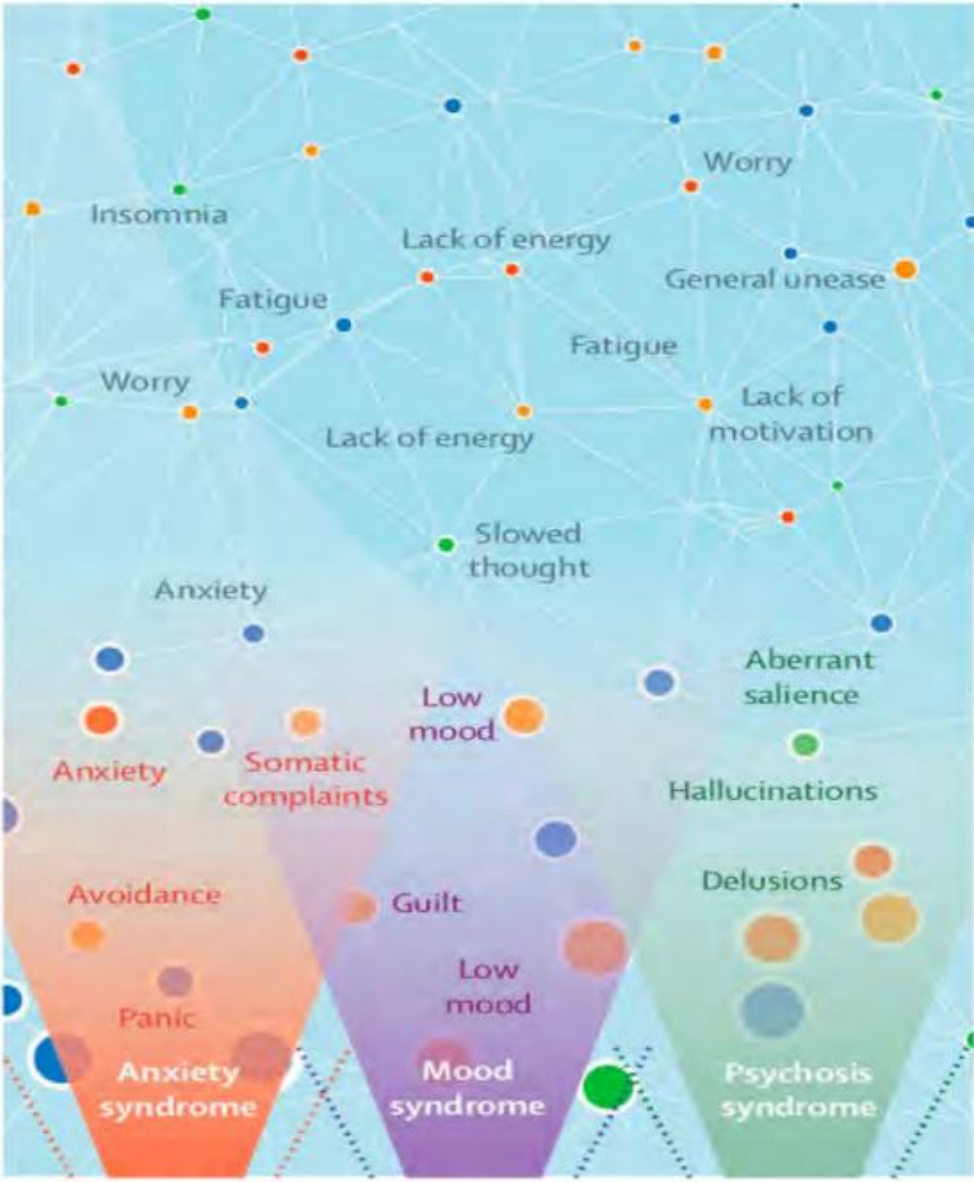 Worry
Insomnia
Lack of energy
General unease
Fatigue
Fatigue
Worry
Lack of
motivation
Lack of energy
Slowed
thought
Anxiety
Aberrant
salience
Low
mood
Anxiety
Somatic
complaints
Hallucinations
Delusions
Avoidance
Guilt
Low
mood
Panic
Anxiety
syndrome
Mood
syndrome
Psychosis
syndrome